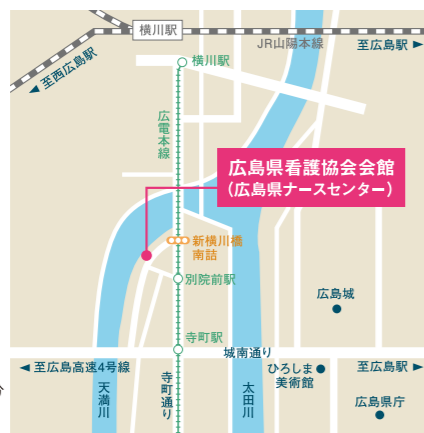 横川駅
JR山陽本線
至広島駅
至西広島駅
横川駅
広電本線
広島県看護協会会館
（広島県ナースセンター）
新横川橋
南詰
別院前駅
広島城
寺町駅
城南通り
至広島高速4号線
ひろしま
美術館
至広島駅
天満川
寺町通り
太田川
広島県庁
分